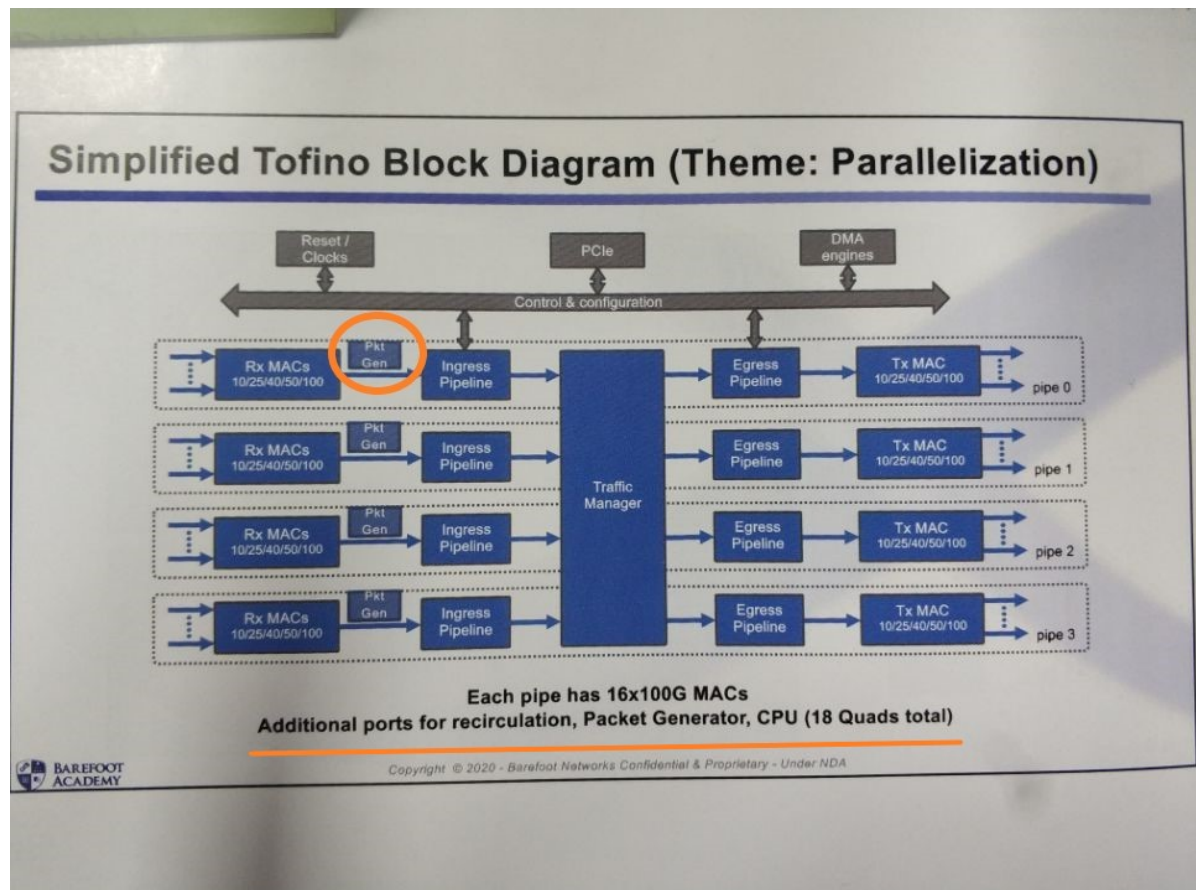 Simplified Tofino Block Diagram (Theme: Parallelization)
Reset /
Clocks
PCIe
DMA
engines
Control & configuration
Rx MACs
10/25/40/50/100
Pkt
Gen
Ingress
Pipeline
Traffic
Manager
Egress
Pipeline
Tx MAC
10/25/40/50/100
pipe 0
Rx MACs
10/25/40/50/100
Pkt
Gen
Ingress
Pipeline
Egress
Pipeline
Tx MAC
10/25/40/50/100
pipe 1
Rx MACs
10/25/40/50/100
Pkt
Gen
Ingress
Pipeline
Egress
Pipeline
Tx MAC
10/25/40/50/100
pipe 2
Rx MACs
10/25/40/50/100
Pkt
Gen
Ingress
Pipeline
Egress
Pipeline
Tx MAC
10/25/40/50/100
pipe 3
Each pipe has 16x100G MACs
Additional ports for recirculation, Packet Generator, CPU (18 Quads total)
BAREFOOT
ACADEMY
Copyright © 2020 - Barefoot Networks Confidential & Proprietary - Under NDA